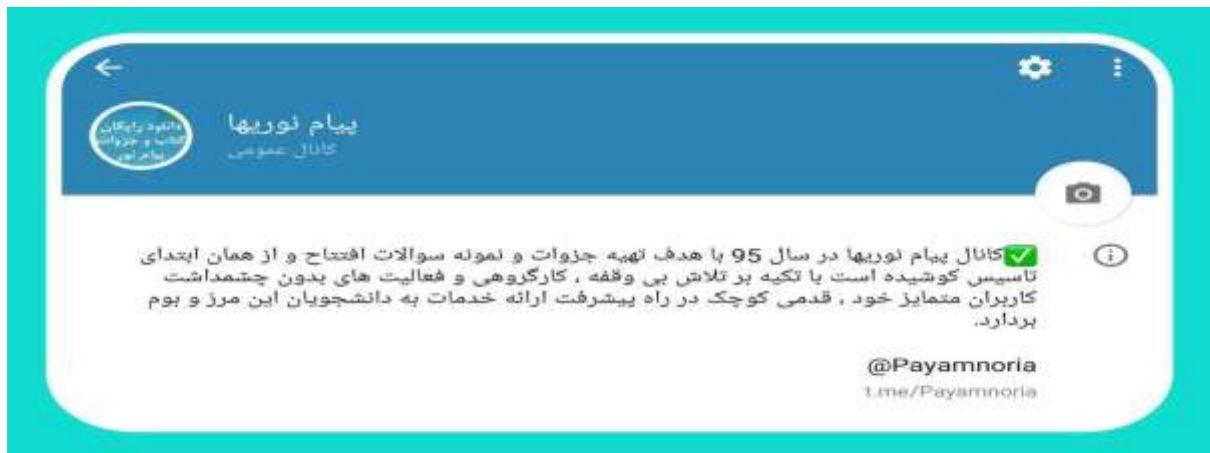 پیام نوریها
کانال عمومی
دانلود رایگان
کتاب و جزوات
پیام نور
✅کانال پیام نوریها در سال 95 با هدف تهیه جزوات و نمونه سوالات افتتاح و از همان ابتدای
تاسیس کوشیده است با تکیه بر تلاش بی وقفه , کارگروهی و فعالیت های بدون چشمداشت
کاربران متمایز خود , قدمی کوچک در راه پیشرفت ارائه خدمات به دانشجویان این مرز و بوم
بردارد.
@Payamnoria
t.me/Payamnoria